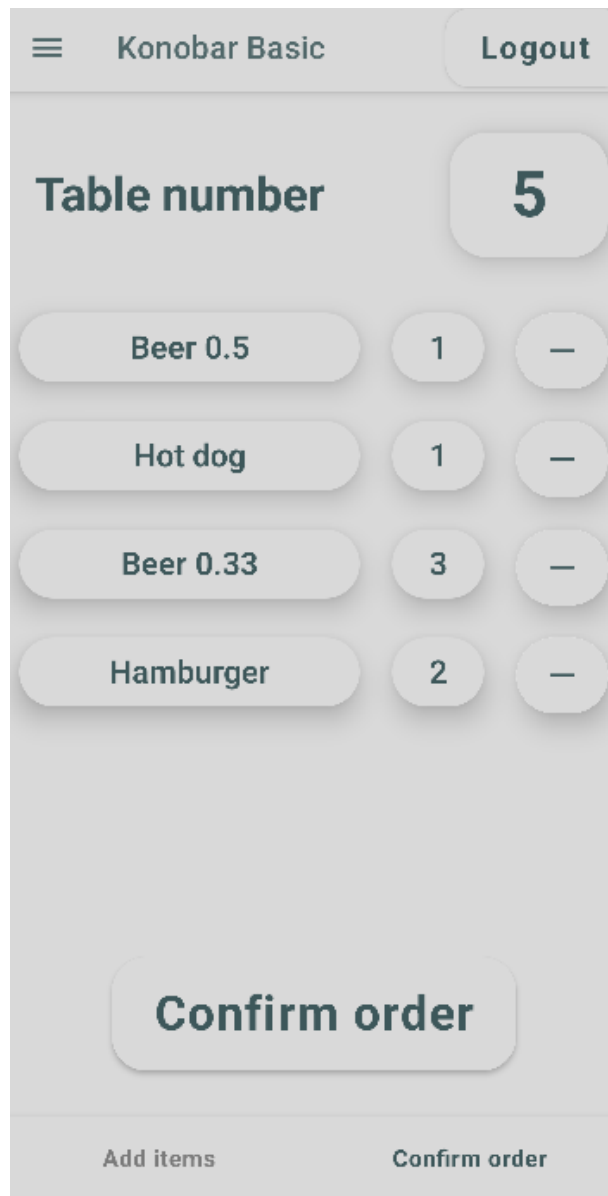 Konobar Basic Logout
Table number 5
Beer 0.5 1 –
Hot dog 1 –
Beer 0.33 3 –
Hamburger 2 –
Confirm order
Add items Confirm order